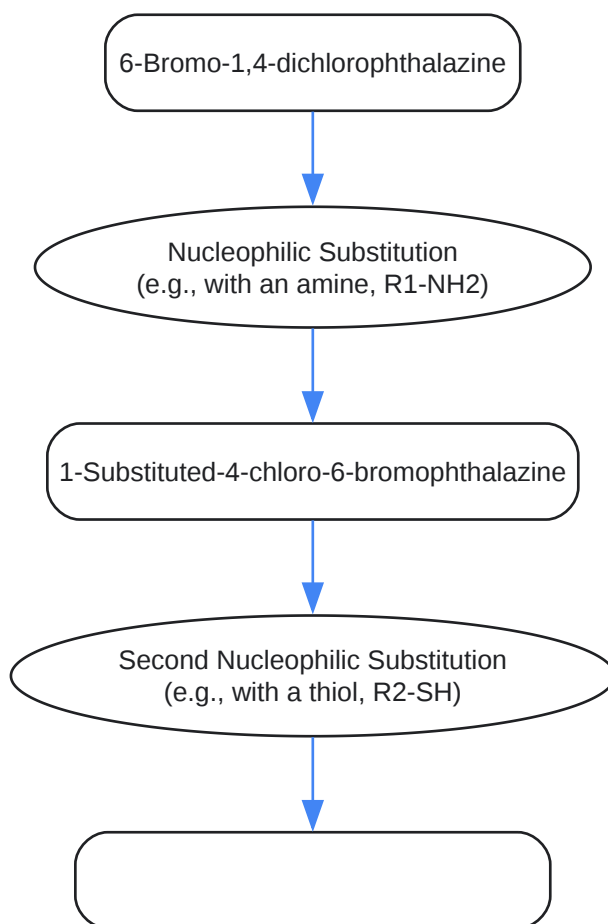 6-Bromo-1,4-dichlorophthalazine
Nucleophilic Substitution
(e.g., with an amine, R1-NH2)
1-Substituted-4-chloro-6-bromophthalazine
Second Nucleophilic Substitution
(e.g., with a thiol, R2-SH)